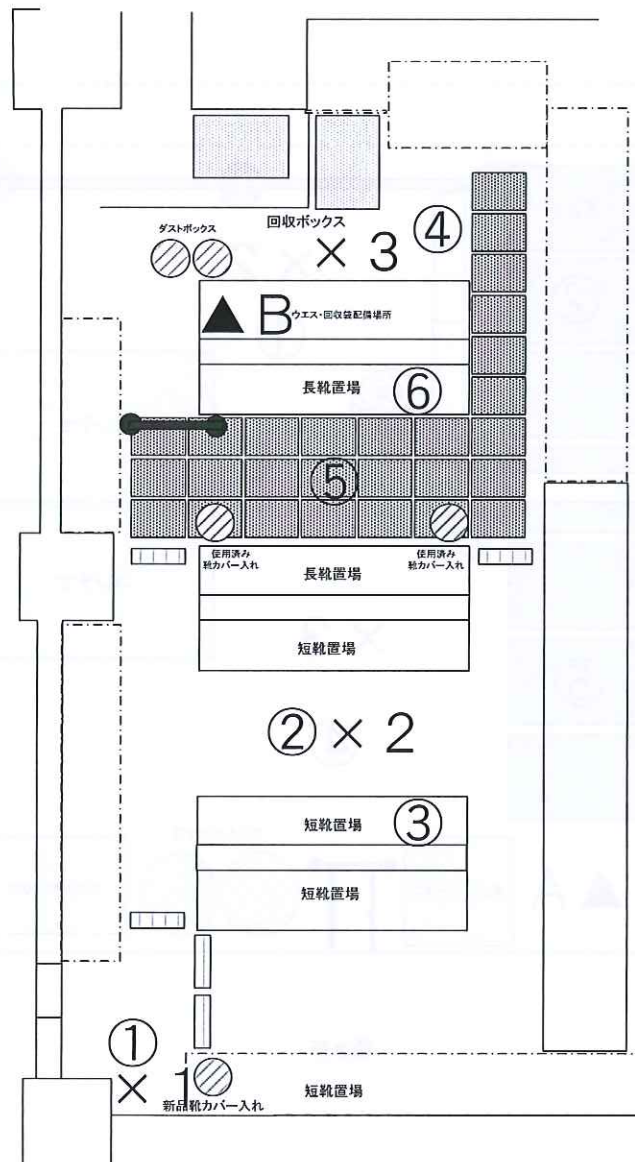 回収ボックス
ダストボックス
× 3
④
▲ B ウエス・回収袋配備場所
長靴置場
⑥
⑤
使用済み
靴カバー入れ
使用済み
靴カバー入れ
長靴置場
短靴置場
② × 2
短靴置場
③
短靴置場
①
× 1
新品靴カバー入れ
短靴置場